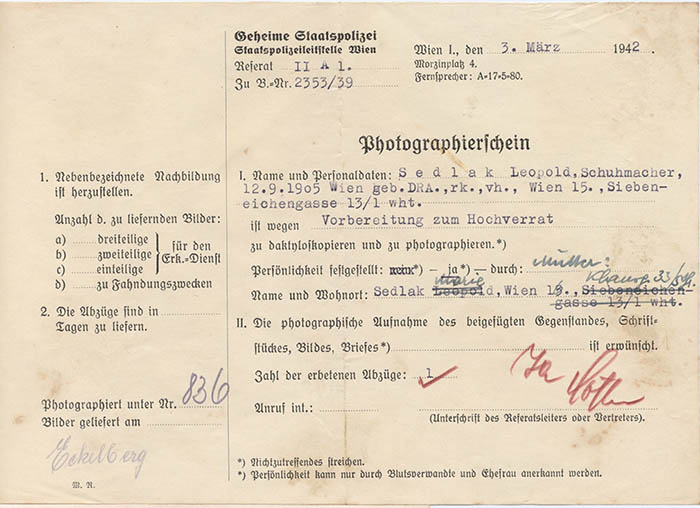 Geheime Staatspolizei
Staatspolizeileitstelle Wien
Referat II A 1.
Zu B.=Nr. 2353/39
Wien I., den 3. März 1942.
Morzinplatz 4.
Fernsprecher: A=17=5=80.
Photographierschein
1. Nebenbezeichnete Nachbildung
ist herzustellen.
Anzahl d. zu liefernden Bilder:
a) ........ dreiteilige
b) ........ zweiteilige
c) ........ einteilige
für den
Erk.=Dienst
d) ........ zu Fahndungszwecken
2. Die Abzüge sind in ............
Tagen zu liefern.
Photographiert unter Nr. 836
Bilder geliefert am ............
Eckelberg
M. R.
I. Name und Personaldaten: S e d l a k Leopold, Schuhmacher,
12.9.1905 Wien geb.DRA.,rk.,vh., Wien 15.,Sieben-
eichengasse 13/1 wht.
ist wegen Vorbereitung zum Hochverrat
zu daktyloskopieren und zu photographieren.*)
Persönlichkeit festgestellt: nein*) – ja*) – durch: Mutter:
Name und Wohnort: Sedlak Leopold, Marie Wien 15., Siebeneichen-
gasse 13/1 wht.
II. Die photographische Aufnahme des beigefügten Gegenstandes, Schrift-
stückes, Bildes, Briefes*) ............ ist erwünscht.
Zahl der erbetenen Abzüge: 1
Anruf int.: ............
(Unterschrift des Referatsleiters oder Vertreters).
*) Nichtzutreffendes streichen.
*) Persönlichkeit kann nur durch Blutsverwandte und Ehefrau anerkannt werden.